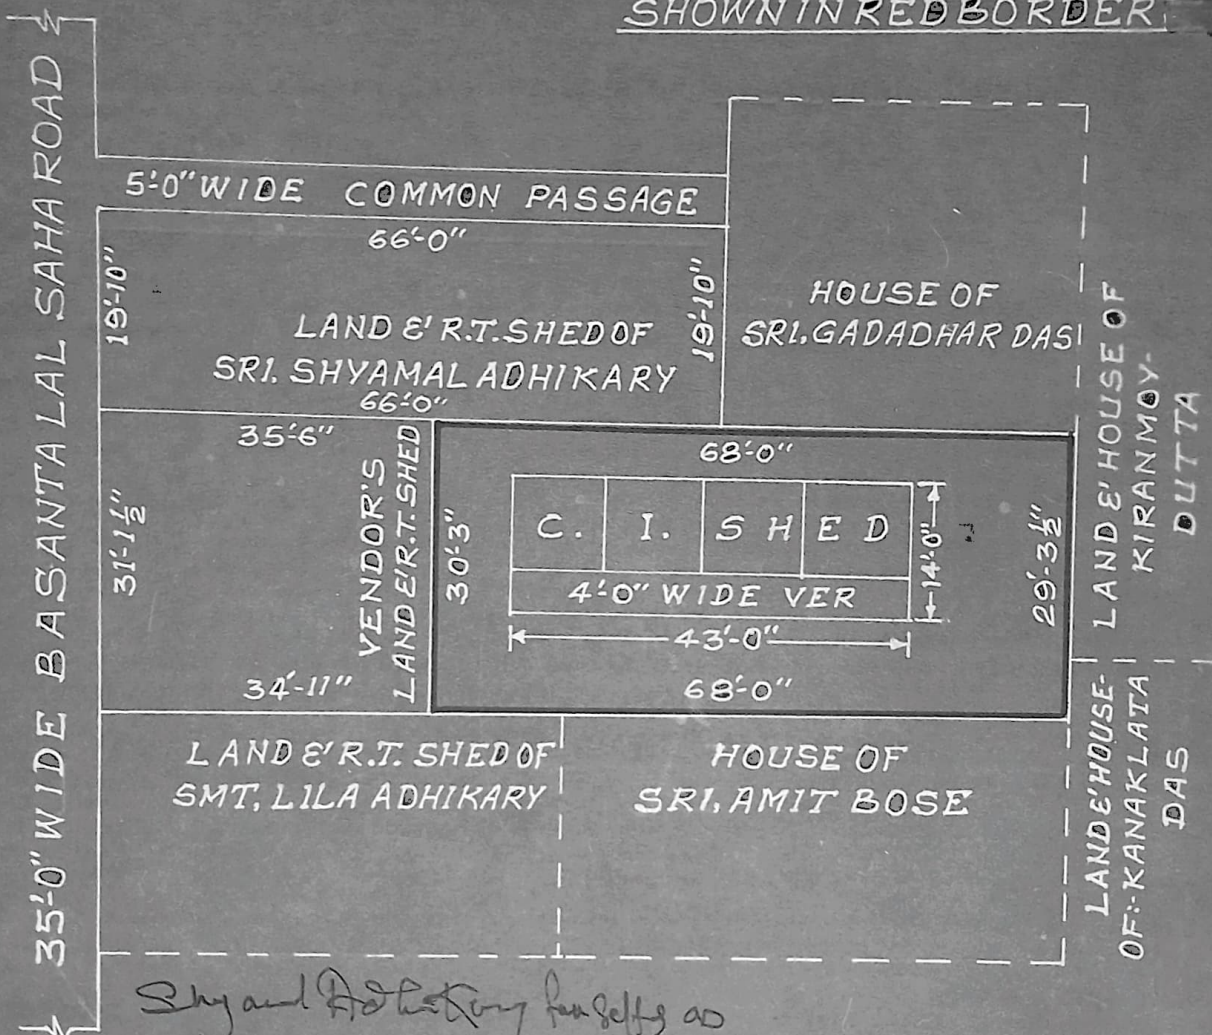 SHOWN IN RED BORDER
35'-0" WIDE BASANTA LAL SAHA ROAD
5'-0" WIDE COMMON PASSAGE
66'-0"
19'-10"
19'-10"
LAND & R.T. SHED OF
SRI. SHYAMAL ADHIKARY
66'-0"
HOUSE OF
SRI. GADADHAR DAS
LAND & HOUSE OF
KIRANMOY-
DUTTA
35'-6"
31'-1½"
VENDOR'S
LAND & R.T. SHED
34'-11"
68'-0"
30'-3"
C. I. SHED
4'-0" WIDE VER
14'-0"
43'-0"
29'-3½"
68'-0"
LAND & R.T. SHED OF
SMT. LILA ADHIKARY
HOUSE OF
SRI. AMIT BOSE
LAND & HOUSE-
OF:-KANAKLATA
DAS